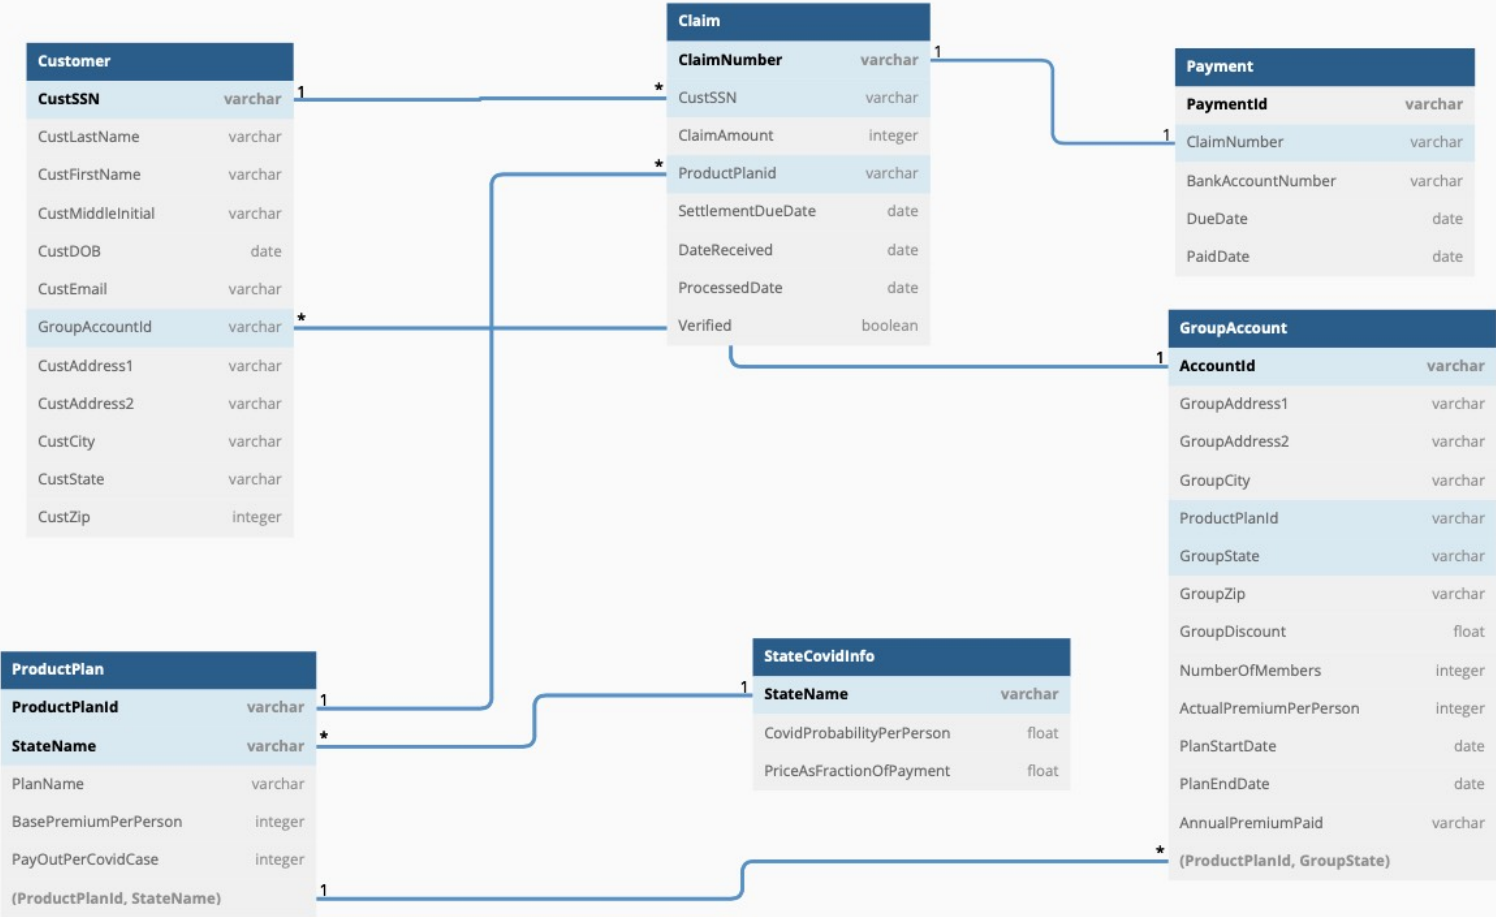 Customer
CustSSN varchar
CustLastName varchar
CustFirstName varchar
CustMiddleInitial varchar
CustDOB date
CustEmail varchar
GroupAccountId varchar
CustAddress1 varchar
CustAddress2 varchar
CustCity varchar
CustState varchar
CustZip integer
1
*
Claim
ClaimNumber varchar
CustSSN varchar
ClaimAmount integer
ProductPlanid varchar
SettlementDueDate date
DateReceived date
ProcessedDate date
Verified boolean
*
*
1
Payment
PaymentId varchar
ClaimNumber varchar
BankAccountNumber varchar
DueDate date
PaidDate date
1
GroupAccount
AccountId varchar
GroupAddress1 varchar
GroupAddress2 varchar
GroupCity varchar
ProductPlanId varchar
GroupState varchar
GroupZip varchar
GroupDiscount float
NumberOfMembers integer
ActualPremiumPerPerson integer
PlanStartDate date
PlanEndDate date
AnnualPremiumPaid varchar
(ProductPlanId, GroupState)
1
*
ProductPlan
ProductPlanId varchar
StateName varchar
PlanName varchar
BasePremiumPerPerson integer
PayOutPerCovidCase integer
(ProductPlanId, StateName)
1
*
1
StateCovidInfo
StateName varchar
CovidProbabilityPerPerson float
PriceAsFractionOfPayment float
1